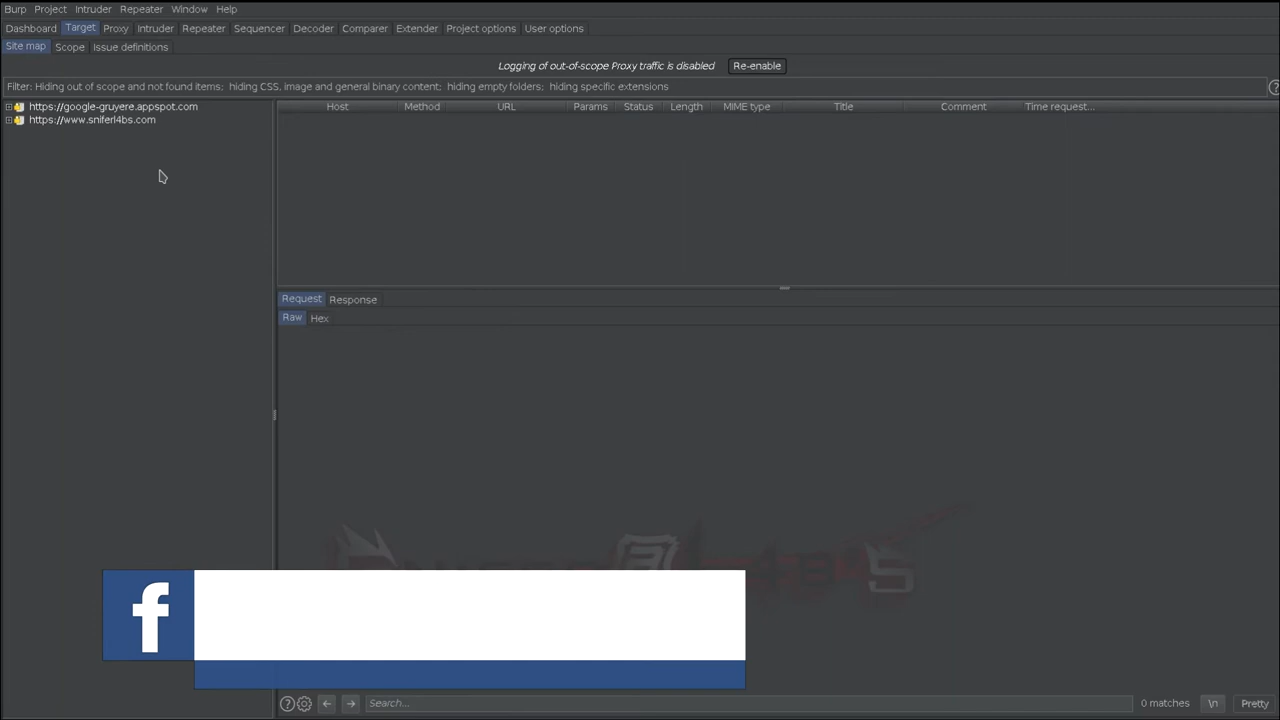 Burp Project Intruder Repeater Window Help
Dashboard Target Proxy Intruder Repeater Sequencer Decoder Comparer Extender Project options User options
Site map Scope Issue definitions
Logging of out-of-scope Proxy traffic is disabled Re-enable
Filter: Hiding out of scope and not found items; hiding CSS, image and general binary content; hiding empty folders; hiding specific extensions ?
Host Method URL Params Status Length MIME type Title Comment Time request...
https://google-gruyere.appspot.com
https://www.sniferl4bs.com
Request Response
Raw Hex
f
? Search... 0 matches \n Pretty